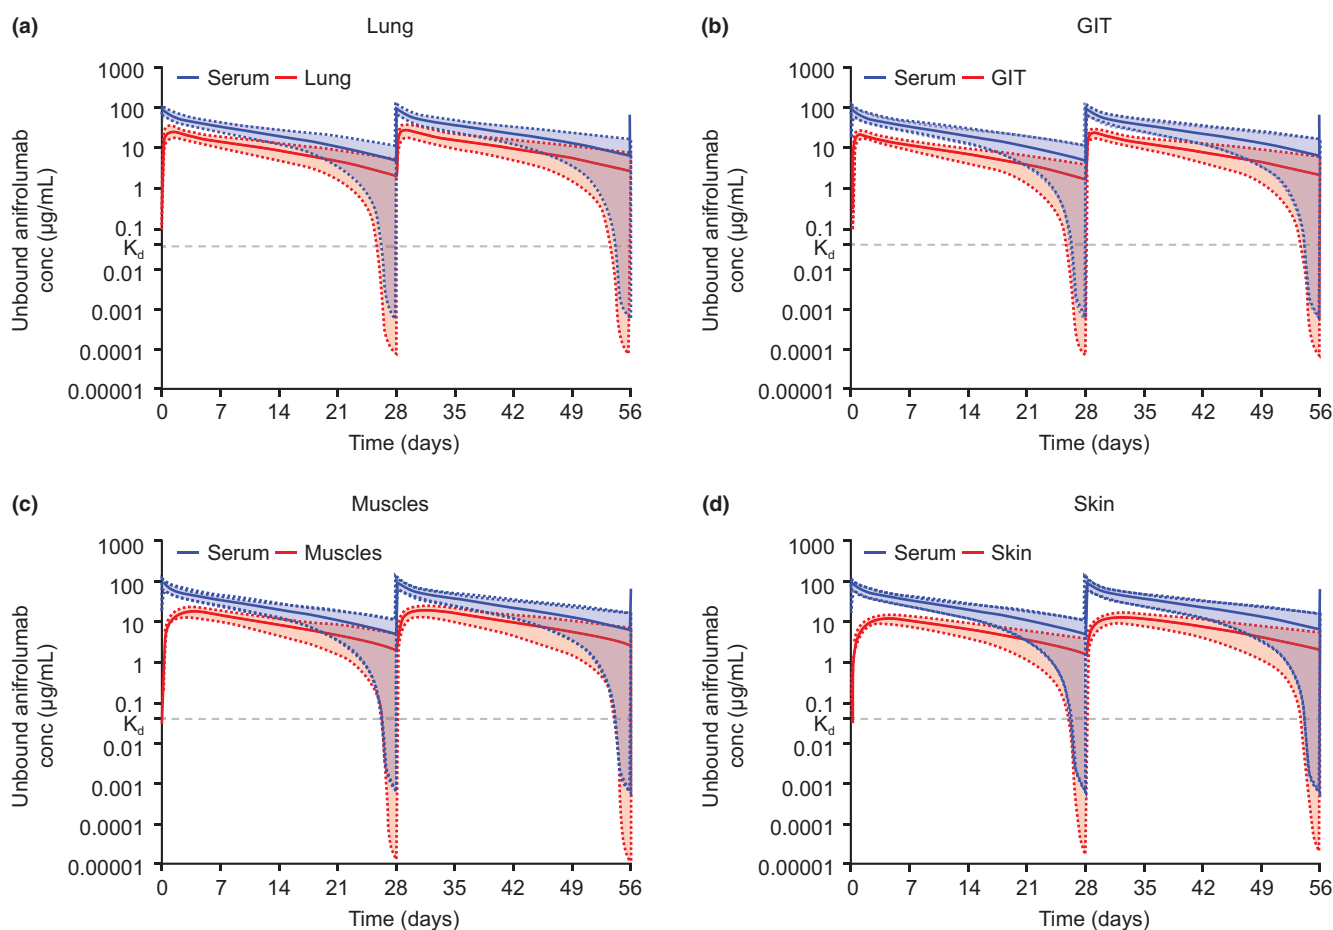 (a)
Lung
Serum
Lung
Unbound anifrolumab
conc (µg/mL)
1000
100
10
1
0.1
K_d
0.01
0.001
0.0001
0.00001
0 7 14 21 28 35 42 49 56
Time (days)
(b)
GIT
Serum
GIT
Unbound anifrolumab
conc (µg/mL)
1000
100
10
1
0.1
K_d
0.01
0.001
0.0001
0.00001
0 7 14 21 28 35 42 49 56
Time (days)
(c)
Muscles
Serum
Muscles
Unbound anifrolumab
conc (µg/mL)
1000
100
10
1
0.1
K_d
0.01
0.001
0.0001
0.00001
0 7 14 21 28 35 42 49 56
Time (days)
(d)
Skin
Serum
Skin
Unbound anifrolumab
conc (µg/mL)
1000
100
10
1
0.1
K_d
0.01
0.001
0.0001
0.00001
0 7 14 21 28 35 42 49 56
Time (days)